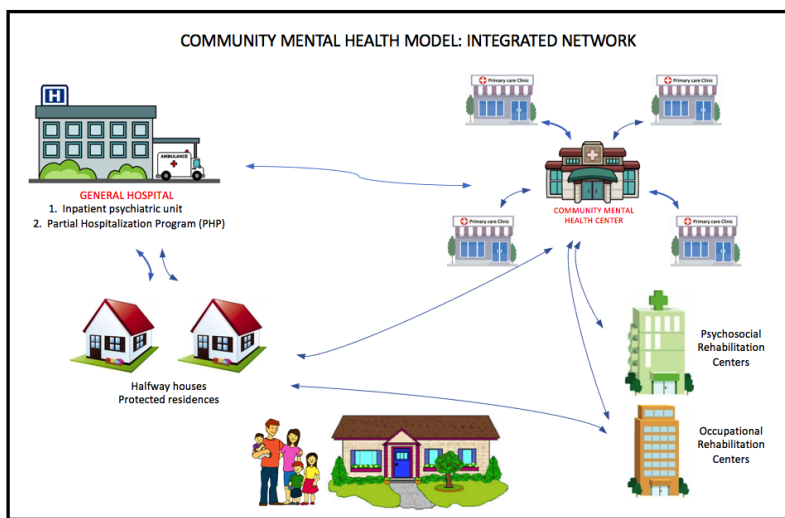 COMMUNITY MENTAL HEALTH MODEL: INTEGRATED NETWORK
H
AMBULANCE
Primary care Clinic
Primary care Clinic
GENERAL HOSPITAL
1. Inpatient psychiatric unit
2. Partial Hospitalization Program (PHP)
COMMUNITY MENTAL
HEALTH CENTER
Primary care Clinic
Primary care Clinic
Halfway houses
Protected residences
Psychosocial
Rehabilitation
Centers
Occupational
Rehabilitation
Centers